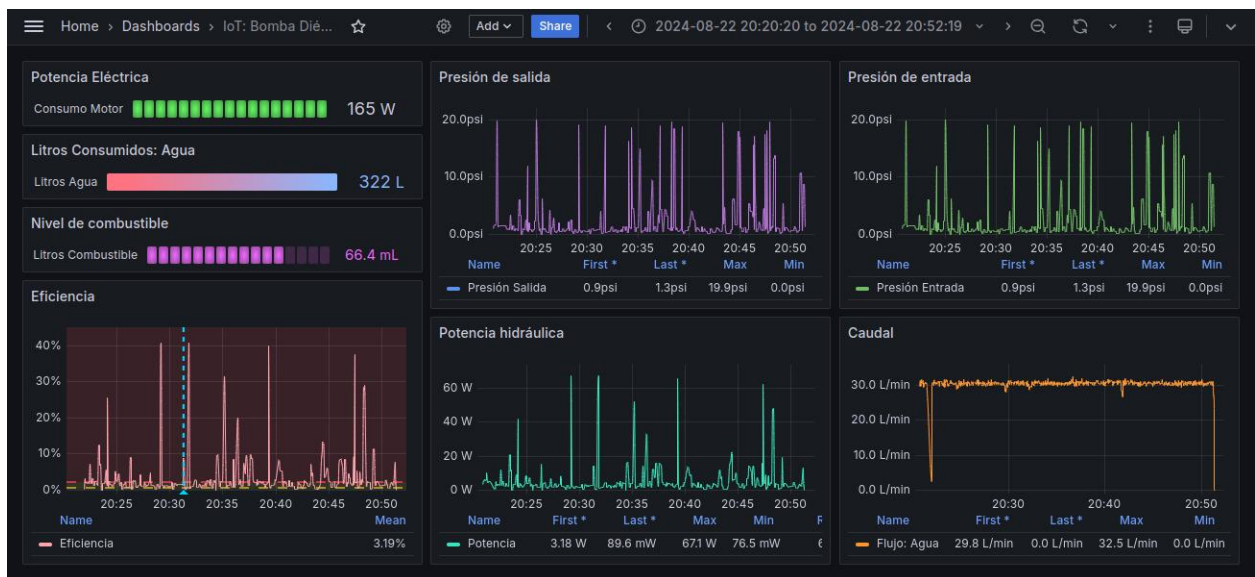 Home › Dashboards › IoT: Bomba Dié...
Add
Share
2024-08-22 20:20:20 to 2024-08-22 20:52:19
Potencia Eléctrica
Consumo Motor 165 W
Litros Consumidos: Agua
Litros Agua 322 L
Nivel de combustible
Litros Combustible 66.4 mL
Eficiencia
40%
30%
20%
10%
0%
20:25 20:30 20:35 20:40 20:45 20:50
Name Mean
Eficiencia 3.19%
Presión de salida
20.0psi
10.0psi
0.0psi
20:25 20:30 20:35 20:40 20:45 20:50
Name First * Last * Max Min
Presión Salida 0.9psi 1.3psi 19.9psi 0.0psi
Presión de entrada
20.0psi
10.0psi
0.0psi
20:25 20:30 20:35 20:40 20:45 20:50
Name First * Last * Max Min
Presión Entrada 0.9psi 1.3psi 19.9psi 0.0psi
Potencia hidráulica
60 W
40 W
20 W
0 W
20:25 20:30 20:35 20:40 20:45 20:50
Name First * Last * Max Min
Potencia 3.18 W 89.6 mW 67.1 W 76.5 mW
Caudal
30.0 L/min
20.0 L/min
10.0 L/min
0.0 L/min
20:30 20:40 20:50
Name First * Last * Max Min
Flujo: Agua 29.8 L/min 0.0 L/min 32.5 L/min 0.0 L/min